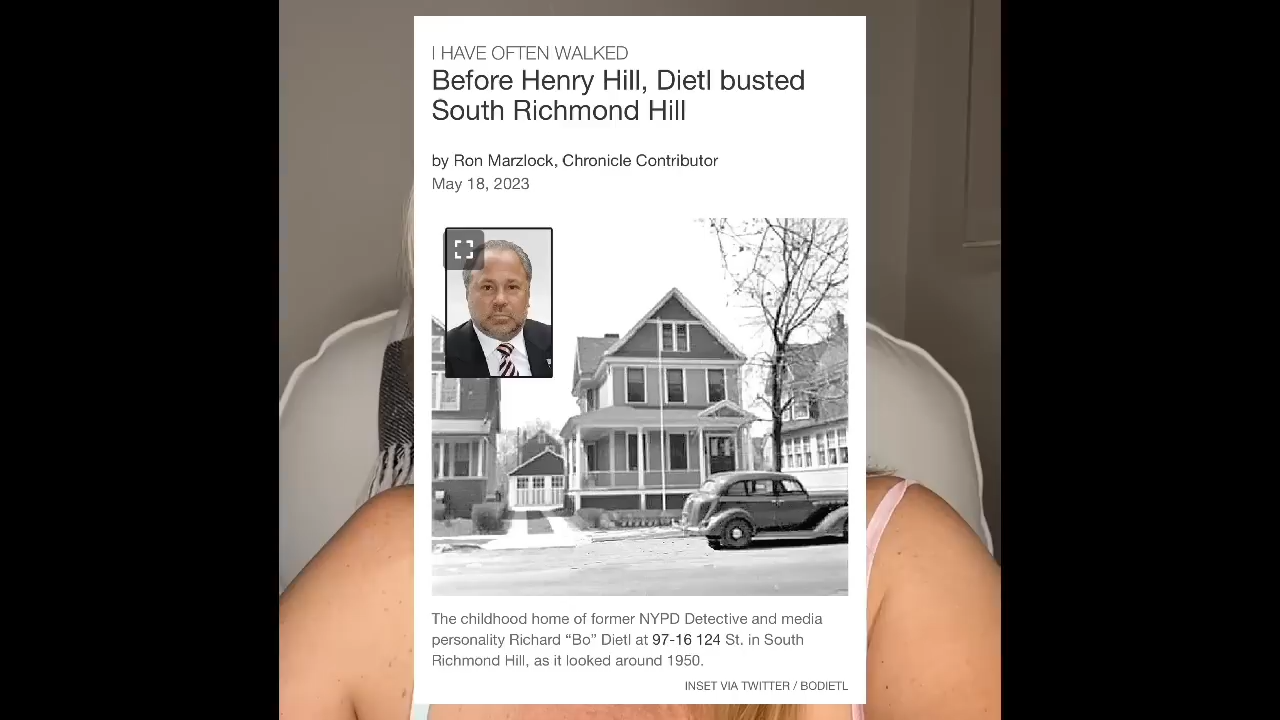 I HAVE OFTEN WALKED
Before Henry Hill, Dietl busted
South Richmond Hill
by Ron Marzlock, Chronicle Contributor
May 18, 2023
The childhood home of former NYPD Detective and media
personality Richard “Bo” Dietl at 97-16 124 St. in South
Richmond Hill, as it looked around 1950.
INSET VIA TWITTER / BODIETL